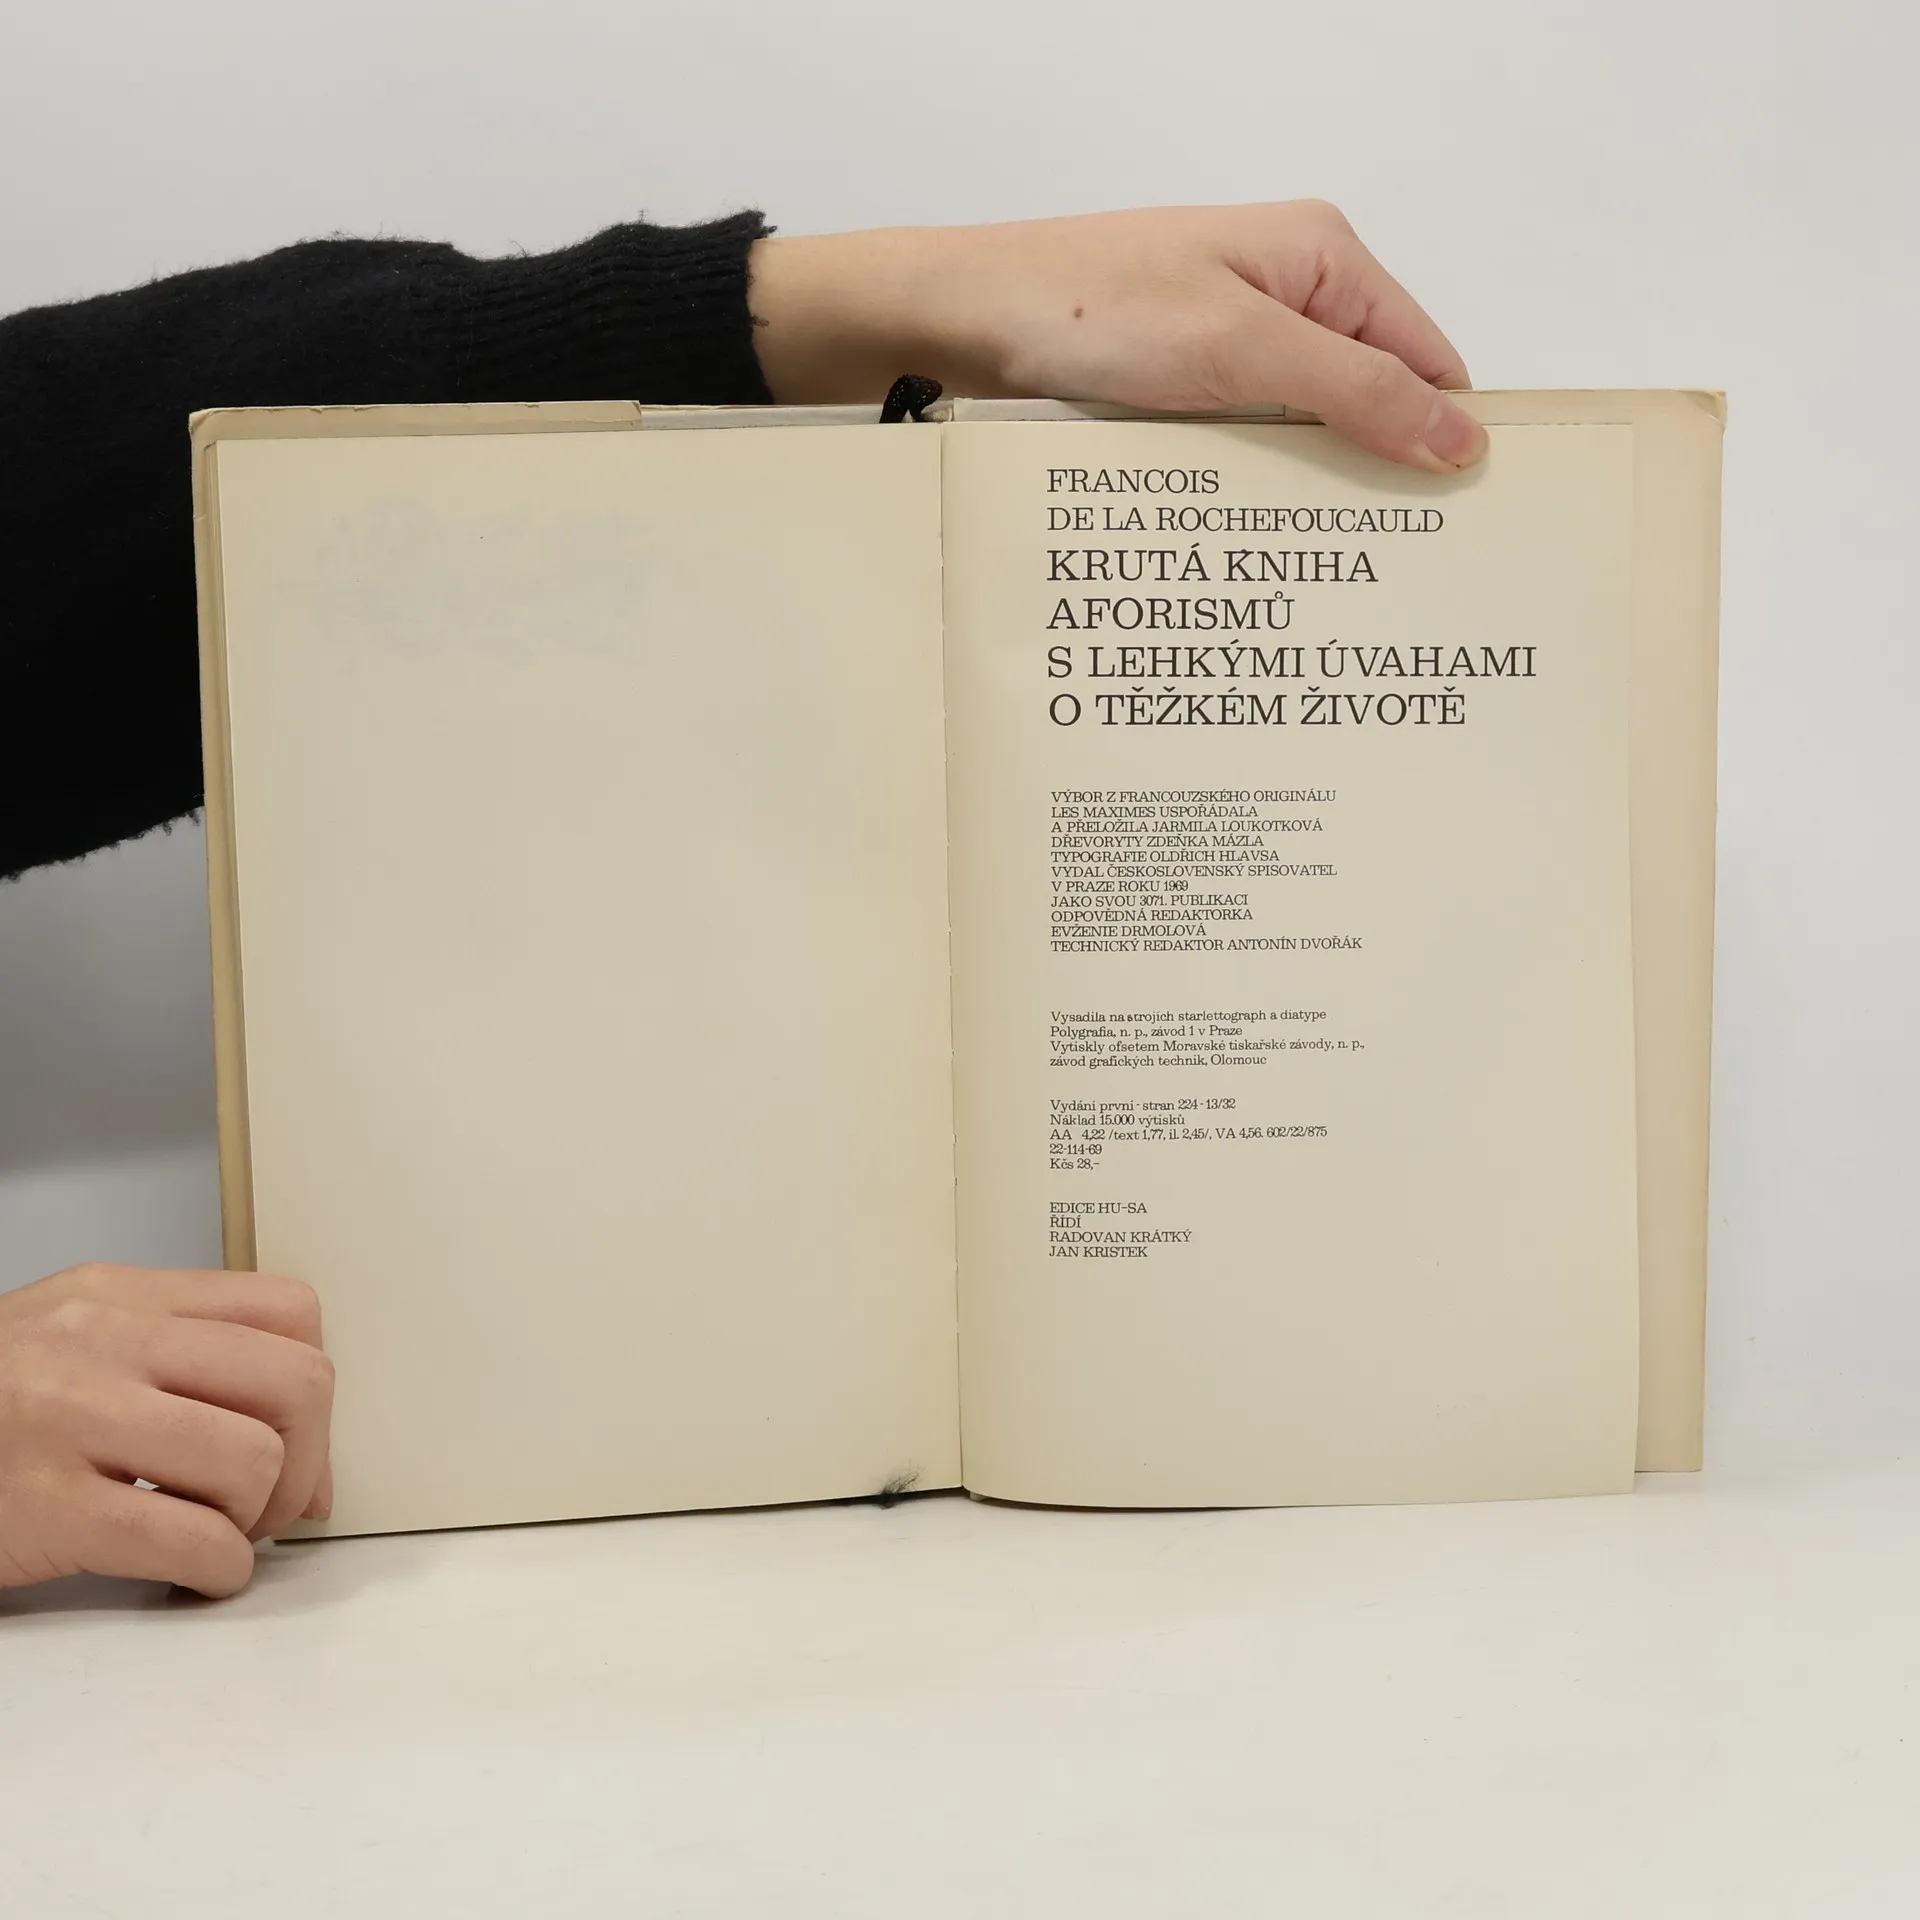 FRANCOIS
DE LA ROCHEFOUCAULD
KRUTÁ KNIHA
AFORISMŮ
S LEHKÝMI ÚVAHAMI
O TĚŽKÉM ŽIVOTĚ
VÝBOR Z FRANCOUZSKÉHO ORIGINÁLU
LES MAXIMES USPOŘÁDALA
A PŘELOŽILA JARMILA LOUKOTKOVÁ
DŘEVORYTY ZDEŇKA MÁZLA
TYPOGRAFIE OLDŘICH HLAVSA
VYDAL ČESKOSLOVENSKÝ SPISOVATEL
V PRAZE ROKU 1969
JAKO SVOU 3071. PUBLIKACI
ODPOVĚDNÁ REDAKTORKA
EVŽENIE DRMOLOVÁ
TECHNICKÝ REDAKTOR ANTONÍN DVOŘÁK
Vysadila na strojích starlettograph a diatype
Polygrafia, n. p., závod 1 v Praze
Vytiskly ofsetem Moravské tiskařské závody, n. p.,
závod grafických technik, Olomouc
Vydání první - stran 224 - 13/32
Náklad 15.000 výtisků
AA 4,22 /text 1,77, il. 2,45/, VA 4,56. 602/22/875
22-114-69
Kčs 28,–
EDICE HU-SA
ŘÍDÍ
RADOVAN KRÁTKÝ
JAN KRISTEK